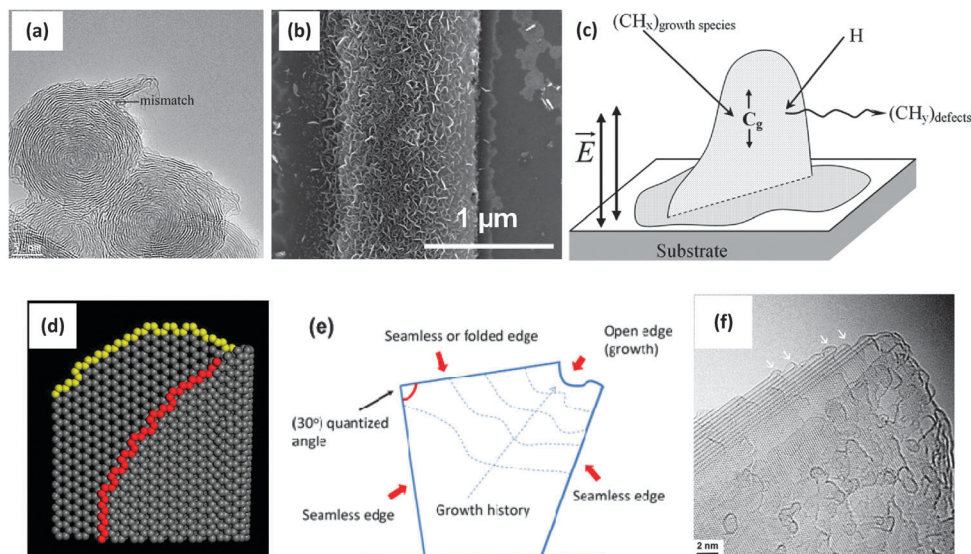 (a)
mismatch
(b)
1 µm
(c)
(CHx)growth species
H
Cg
(CHy)defects
E
Substrate
(d)
(e)
Seamless or folded edge
Open edge
(growth)
(30°) quantized
angle
Seamless edge
Growth history
Seamless edge
(f)
2 nm